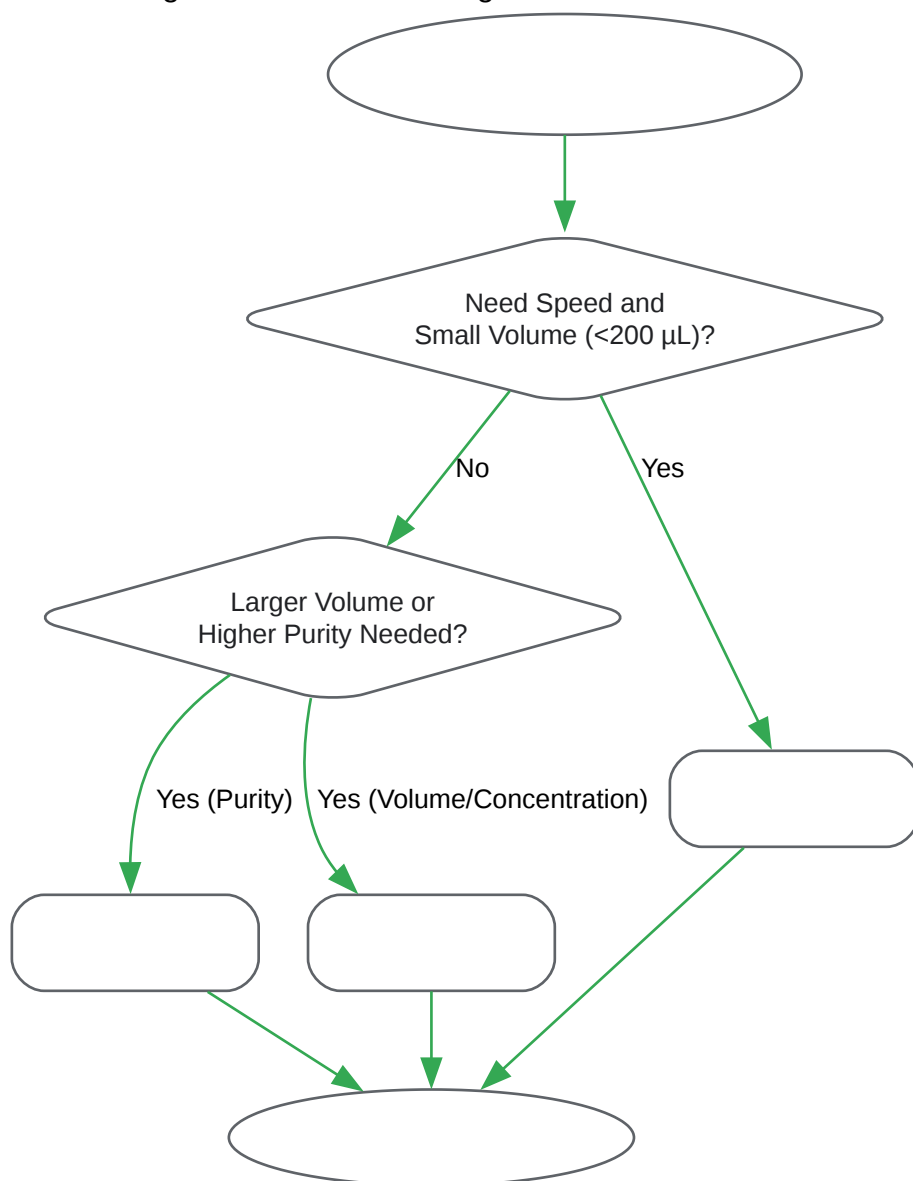 Need Speed and
Small Volume (<200 µL)?
No
Yes
Larger Volume or
Higher Purity Needed?
Yes (Purity)
Yes (Volume/Concentration)